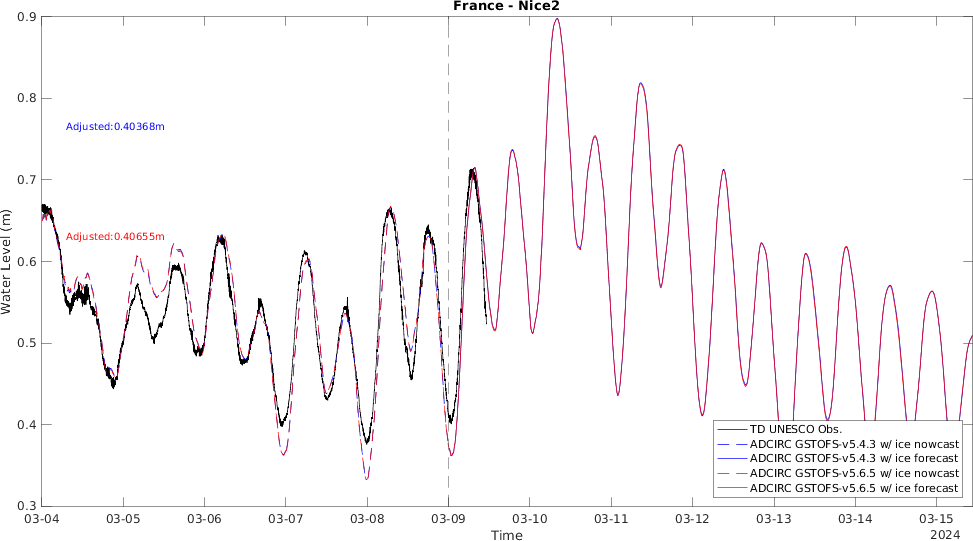 France - Nice2
0.9
0.8
0.7
0.6
0.5
0.4
0.3
Water Level (m)
Adjusted:0.40368m
Adjusted:0.40655m
TD UNESCO Obs.
ADCIRC GSTOFS-v5.4.3 w/ ice nowcast
ADCIRC GSTOFS-v5.4.3 w/ ice forecast
ADCIRC GSTOFS-v5.6.5 w/ ice nowcast
ADCIRC GSTOFS-v5.6.5 w/ ice forecast
03-04 03-05 03-06 03-07 03-08 03-09 03-10 03-11 03-12 03-13 03-14 03-15
Time
2024